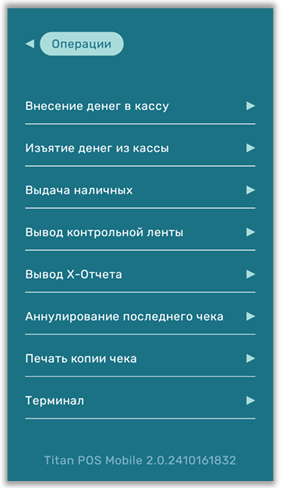 Операции
Внесение денег в кассу
Изъятие денег из кассы
Выдача наличных
Вывод контрольной ленты
Вывод X-Отчета
Аннулирование последнего чека
Печать копии чека
Терминал
Titan POS Mobile 2.0.2410161832